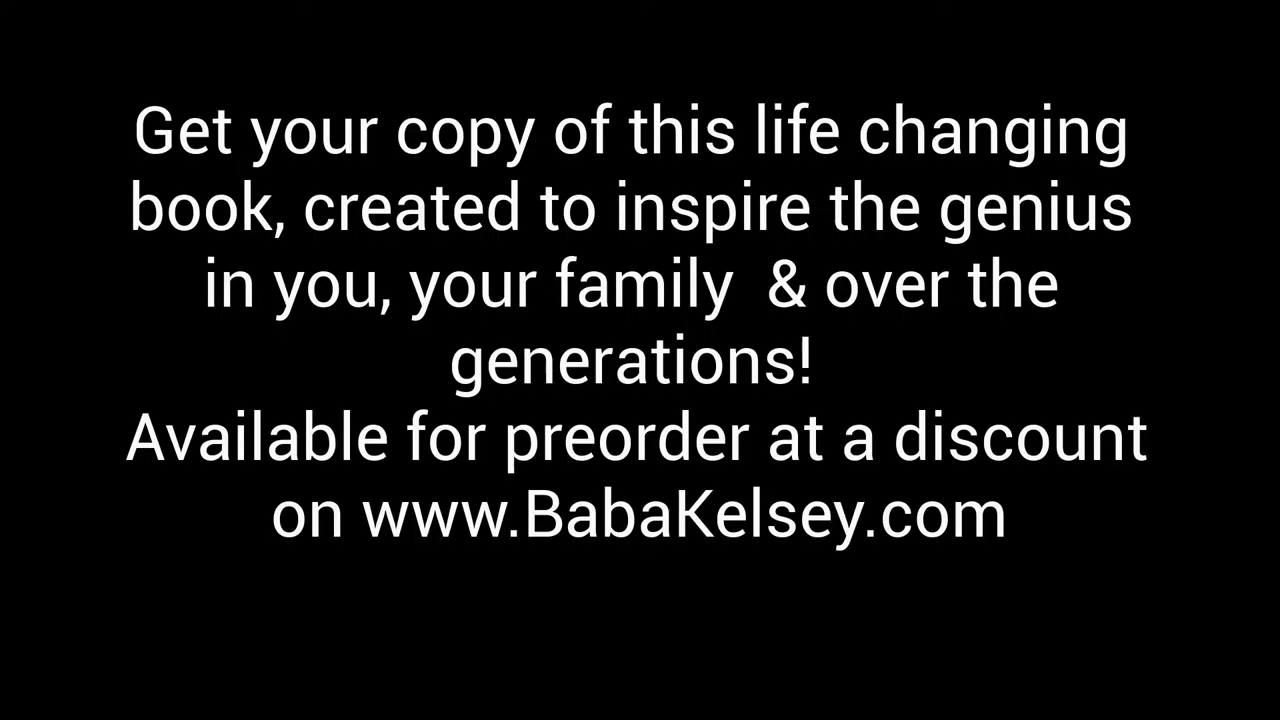 Get your copy of this life changing
book, created to inspire the genius
in you, your family  & over the
generations!
Available for preorder at a discount
on www.BabaKelsey.com